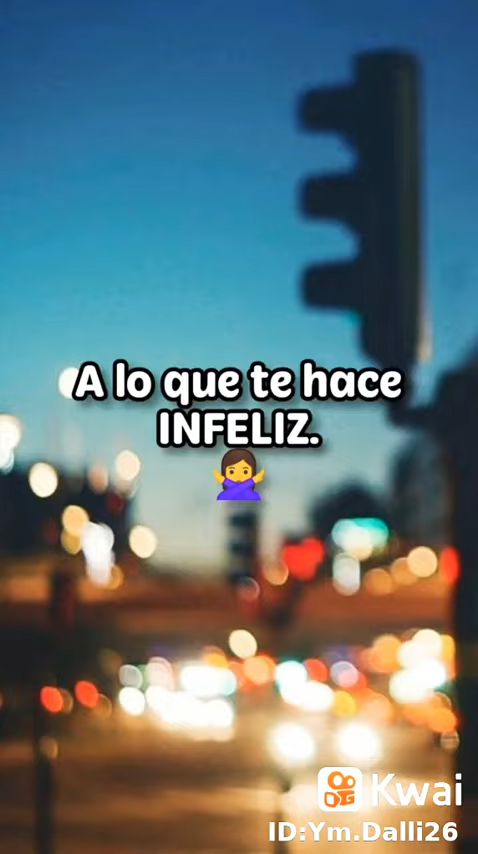 A lo que te hace
INFELIZ.
🙅‍♀️
Kwai
ID:Ym.Dalli26